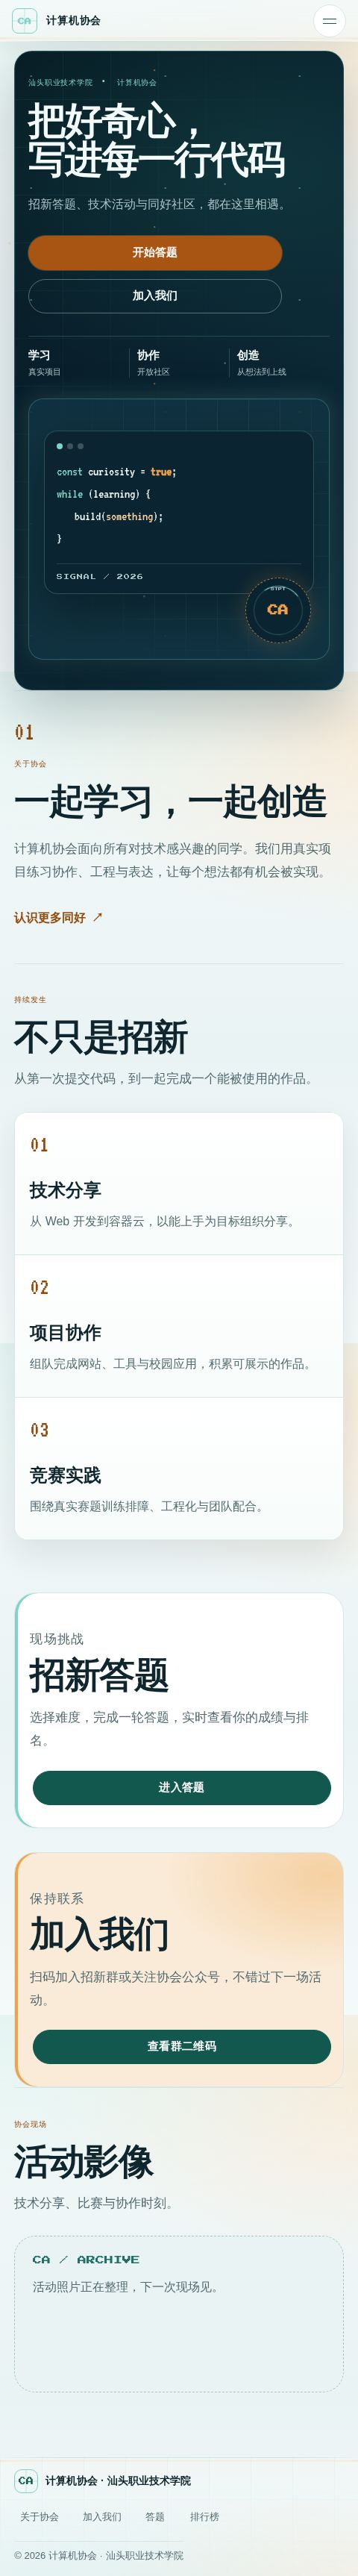 CA 计算机协会
汕头职业技术学院 • 计算机协会
把好奇心，
写进每一行代码
招新答题、技术活动与同好社区，都在这里相遇。
开始答题
加入我们
学习 协作 创造
真实项目 开放社区 从想法到上线
const curiosity = true;
while (learning) {
build(something);
}
SIGNAL / 2026
CA
01
关于协会
一起学习，一起创造
计算机协会面向所有对技术感兴趣的同学。我们用真实项
目练习协作、工程与表达，让每个想法都有机会被实现。
认识更多同好 ↗
持续发生
不只是招新
从第一次提交代码，到一起完成一个能被使用的作品。
01
技术分享
从 Web 开发到容器云，以能上手为目标组织分享。
02
项目协作
组队完成网站、工具与校园应用，积累可展示的作品。
03
竞赛实践
围绕真实赛题训练排障、工程化与团队配合。
现场挑战
招新答题
选择难度，完成一轮答题，实时查看你的成绩与排
名。
进入答题
保持联系
加入我们
扫码加入招新群或关注协会公众号，不错过下一场活
动。
查看群二维码
协会现场
活动影像
技术分享、比赛与协作时刻。
CA / ARCHIVE
活动照片正在整理，下一次现场见。
CA 计算机协会 · 汕头职业技术学院
关于协会 加入我们 答题 排行榜
© 2026 计算机协会 · 汕头职业技术学院